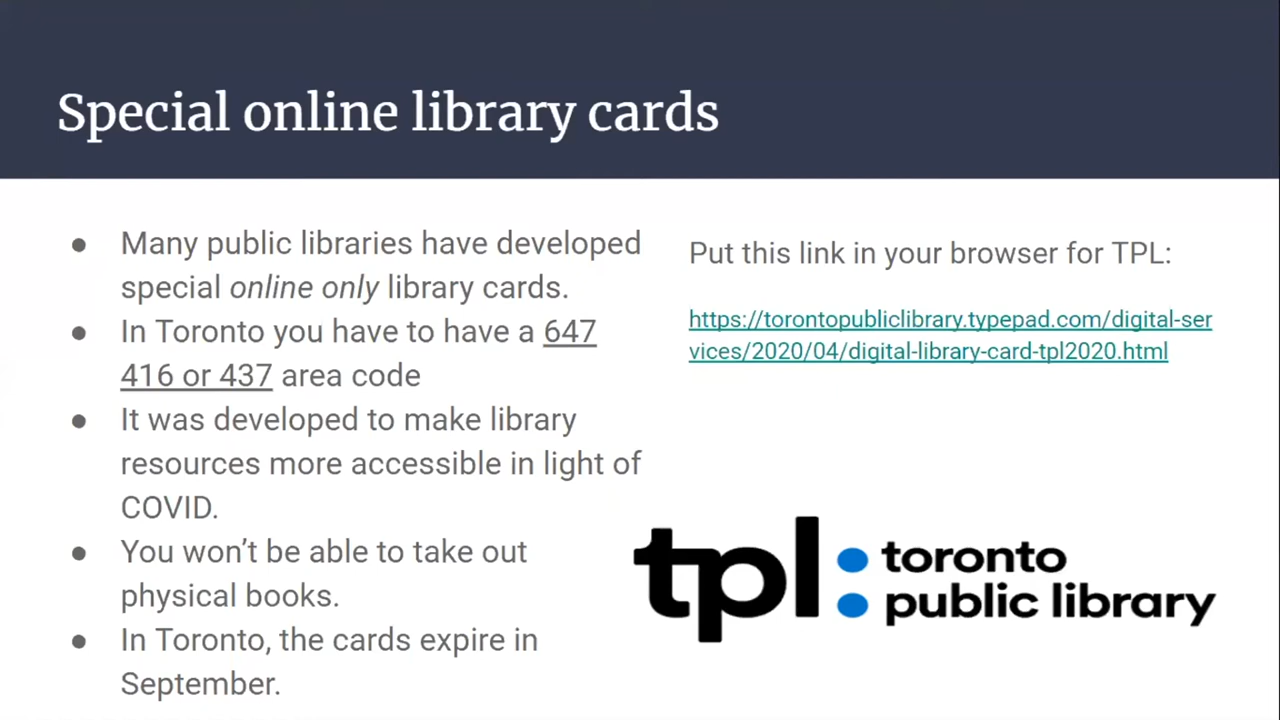 Special online library cards
● Many public libraries have developed
special online only library cards.
● In Toronto you have to have a 647
416 or 437 area code
● It was developed to make library
resources more accessible in light of
COVID.
● You won’t be able to take out
physical books.
● In Toronto, the cards expire in
September.
Put this link in your browser for TPL:
https://torontopubliclibrary.typepad.com/digital-ser
vices/2020/04/digital-library-card-tpl2020.html
tpl: toronto
public library